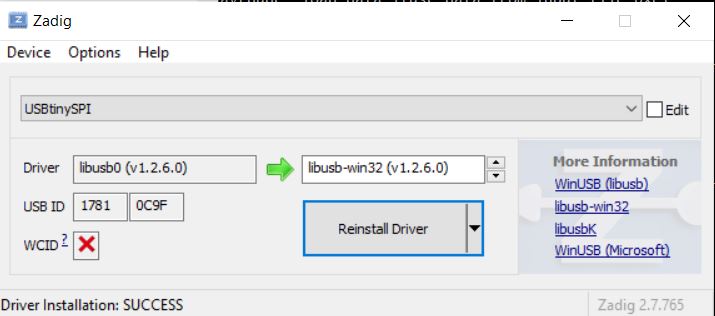 Zadig
Device Options Help
USBtinySPI
Edit
Driver libusb0 (v1.2.6.0) libusb-win32 (v1.2.6.0)
USB ID 1781 0C9F
WCID ?
Reinstall Driver
More Information
WinUSB (libusb)
libusb-win32
libusbK
WinUSB (Microsoft)
Driver Installation: SUCCESS
Zadig 2.7.765